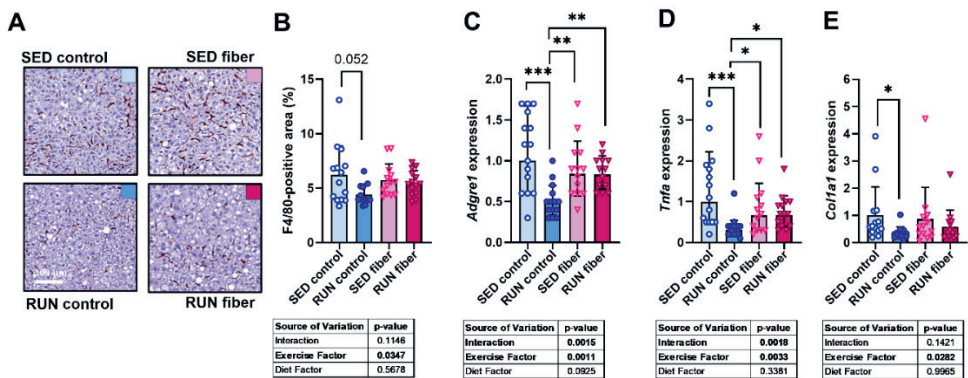 A
SED control
SED fiber
RUN control
RUN fiber
B
0.052
F4/80-positive area (%)
15
10
5
0
SED control
RUN control
SED fiber
RUN fiber
Source of Variation p-value
Interaction 0.1146
Exercise Factor 0.0347
Diet Factor 0.5678
C
**
**
***
Adgre1 expression
2.0
1.5
1.0
0.5
0.0
SED control
RUN control
SED fiber
RUN fiber
Source of Variation p-value
Interaction 0.0015
Exercise Factor 0.0011
Diet Factor 0.0925
D
*
*
***
Tnfa expression
4
3
2
1
0
SED control
RUN control
SED fiber
RUN fiber
Source of Variation p-value
Interaction 0.0018
Exercise Factor 0.0033
Diet Factor 0.3381
E
*
Col1a1 expression
6
5
4
3
2
1
0
SED control
RUN control
SED fiber
RUN fiber
Source of Variation p-value
Interaction 0.1421
Exercise Factor 0.0282
Diet Factor 0.9965